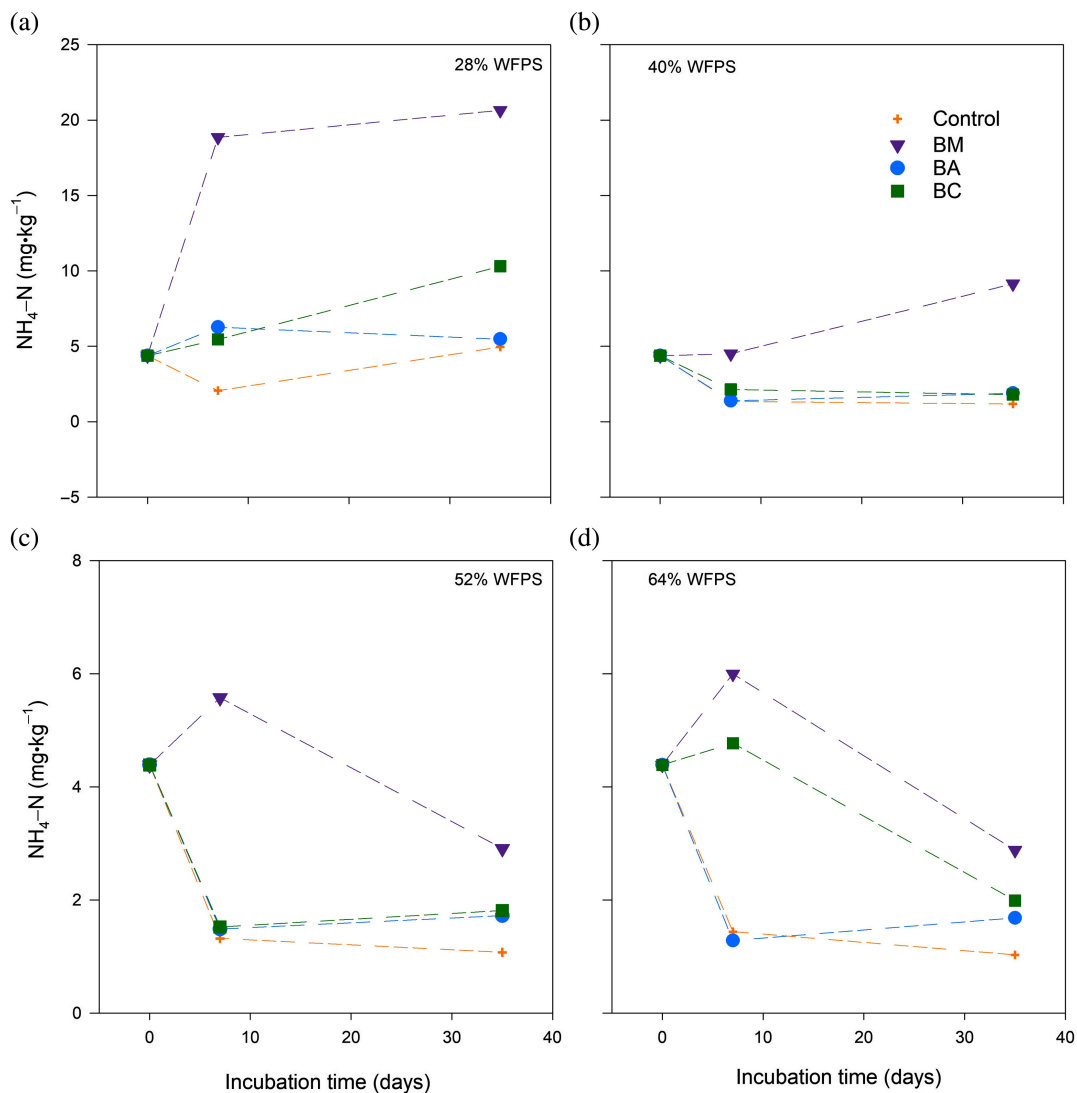 (a)
(b)
25
20
15
10
5
0
–5
NH₄–N (mg•kg⁻¹)
28% WFPS
40% WFPS
Control
BM
BA
BC
(c)
(d)
8
6
4
2
0
NH₄–N (mg•kg⁻¹)
52% WFPS
64% WFPS
0 10 20 30 40
0 10 20 30 40
Incubation time (days)
Incubation time (days)